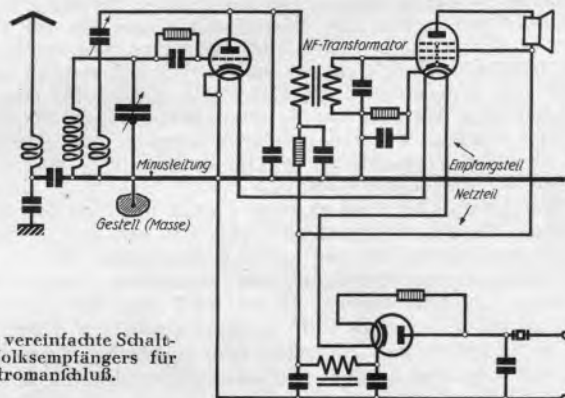 NF-Transformator
Minusleitung
Empfangsteil
Netzteil
Gestell (Masse)
vereinfachte Schalt-
olksempfängers für
tromanschluß.